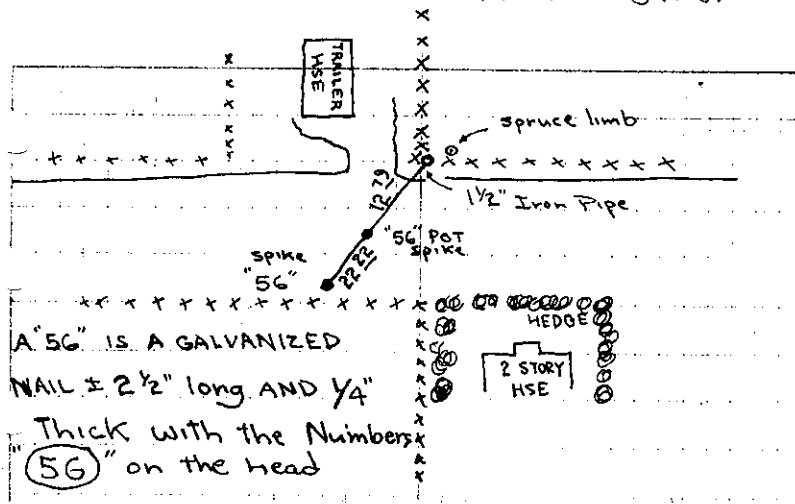 TRAILER
HSE
spruce limb
1½" Iron Pipe
12 79
"56" POT
spike
spike
"56"
22 22
HEDGE
2 STORY
HSE
A "56" IS A GALVANIZED
NAIL ± 2½" long AND ¼"
Thick with the Numbers
"56" on the head